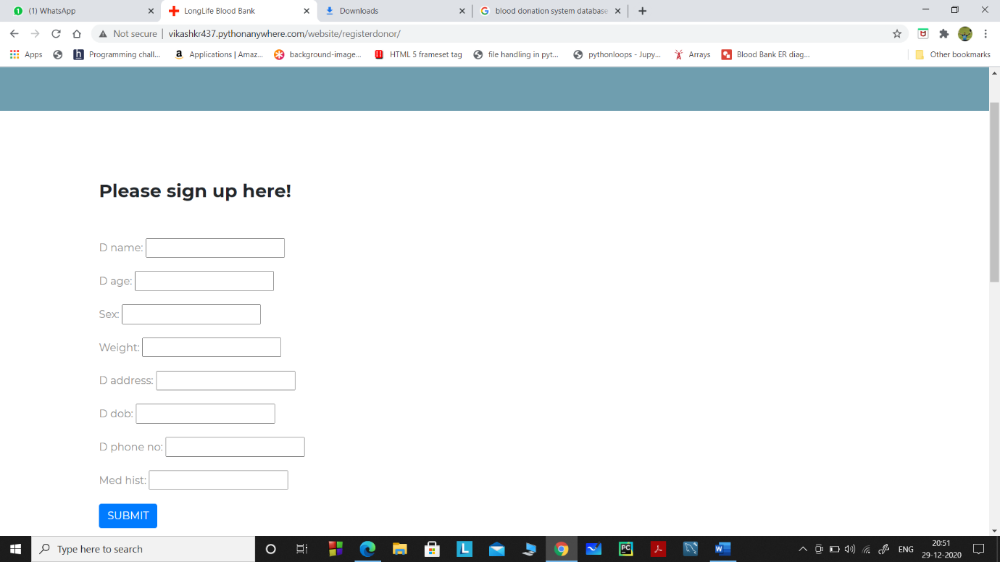 (1) WhatsApp
LongLife Blood Bank
Downloads
blood donation system database
Not secure | vikashkr437.pythonanywhere.com/website/registerdonor/
Apps
Programming chall...
Applications | Amaz...
background-image...
HTML 5 frameset tag
file handling in pyt...
pythonloops - Jupy...
Arrays
Blood Bank ER diag...
Other bookmarks
Please sign up here!
D name:
D age:
Sex:
Weight:
D address:
D dob:
D phone no:
Med hist:
SUBMIT
Type here to search
ENG
20:51
29-12-2020